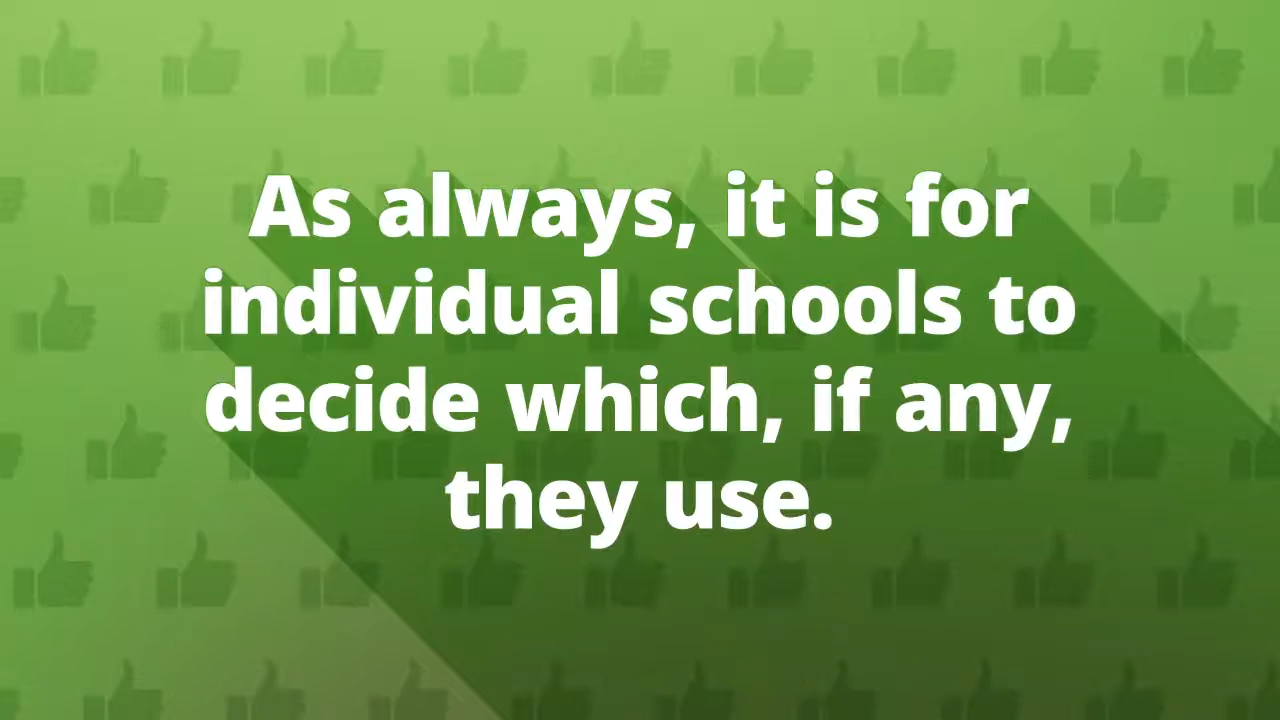 As always, it is for
individual schools to
decide which, if any,
they use.